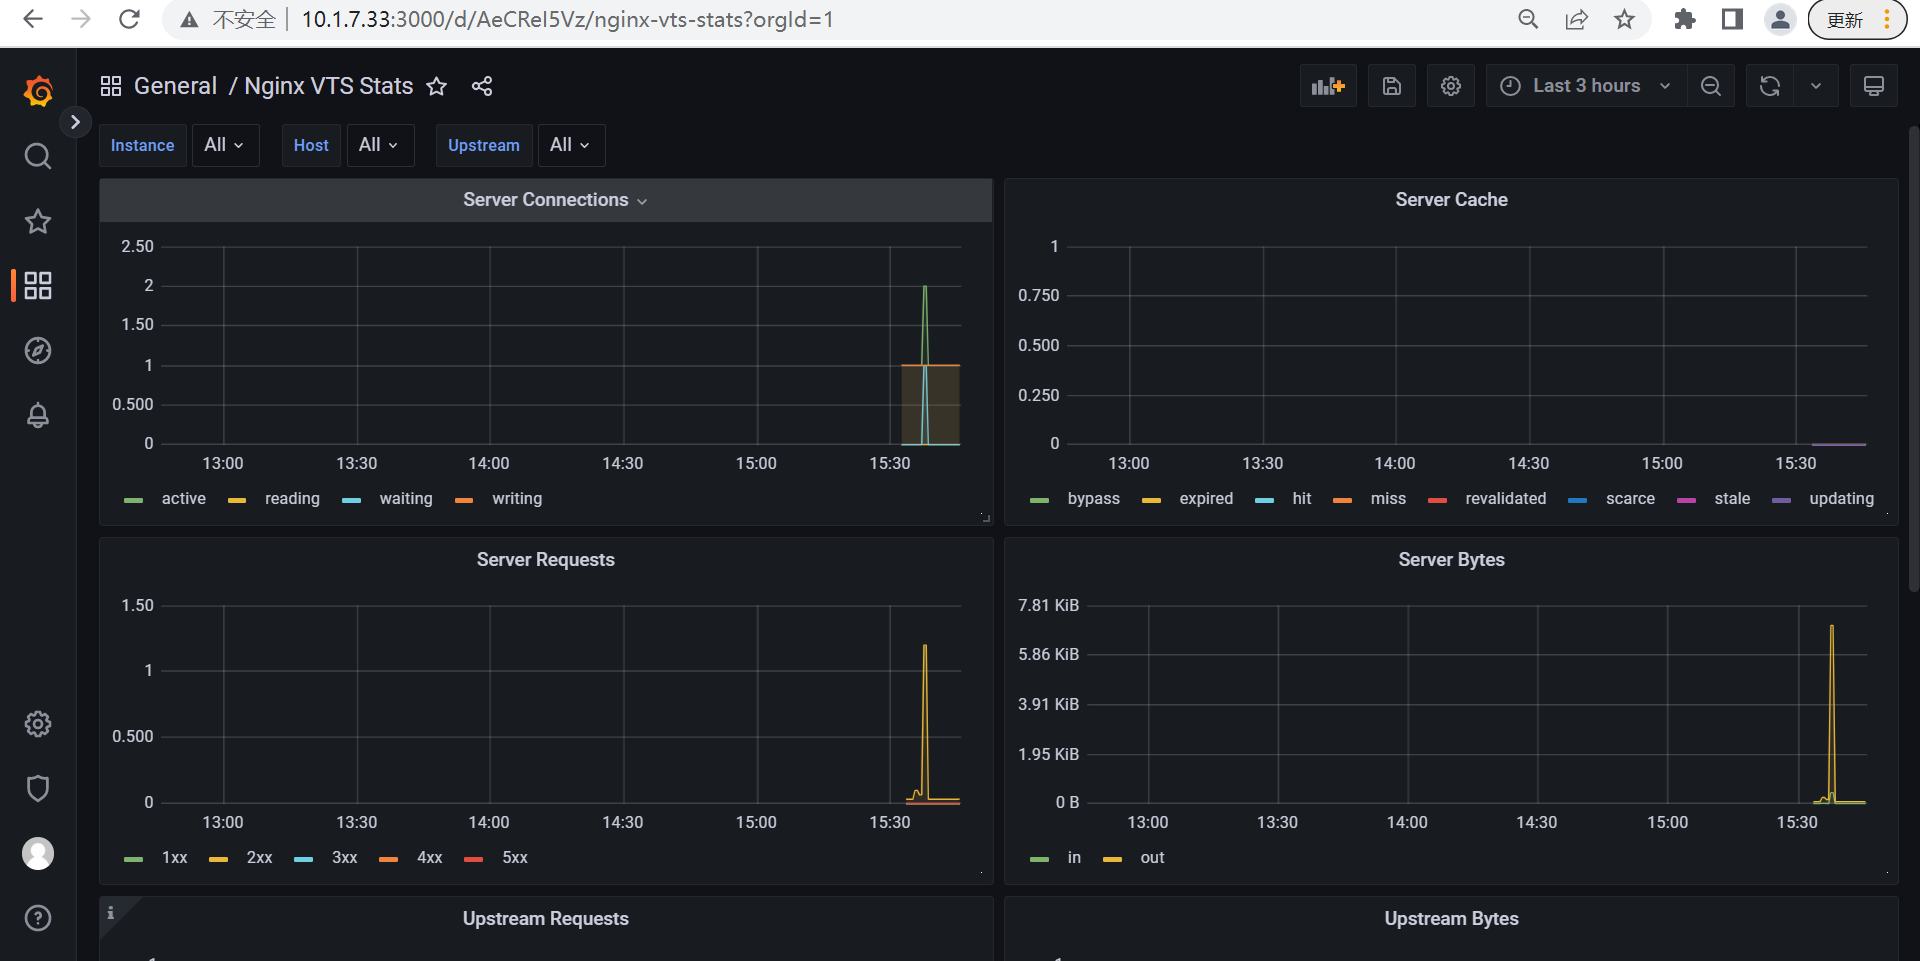 不安全 10.1.7.33:3000/d/AeCRel5Vz/nginx-vts-stats?orgId=1 更新
General / Nginx VTS Stats Last 3 hours
Instance All Host All Upstream All
Server Connections
2.50
2
1.50
1
0.500
0
13:00 13:30 14:00 14:30 15:00 15:30
active reading waiting writing
Server Cache
1
0.750
0.500
0.250
0
13:00 13:30 14:00 14:30 15:00 15:30
bypass expired hit miss revalidated scarce stale updating
Server Requests
1.50
1
0.500
0
13:00 13:30 14:00 14:30 15:00 15:30
1xx 2xx 3xx 4xx 5xx
Server Bytes
7.81 KiB
5.86 KiB
3.91 KiB
1.95 KiB
0 B
13:00 13:30 14:00 14:30 15:00 15:30
in out
Upstream Requests
Upstream Bytes